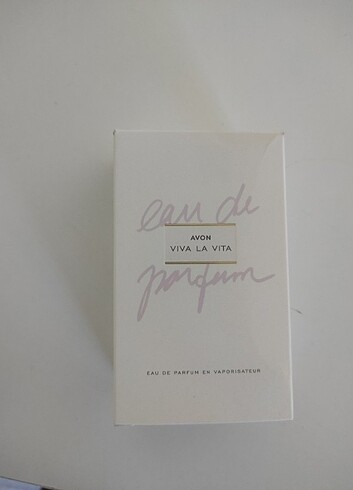 eau de
AVON
VIVA LA VITA
parfum
EAU DE PARFUM EN VAPORISATEUR